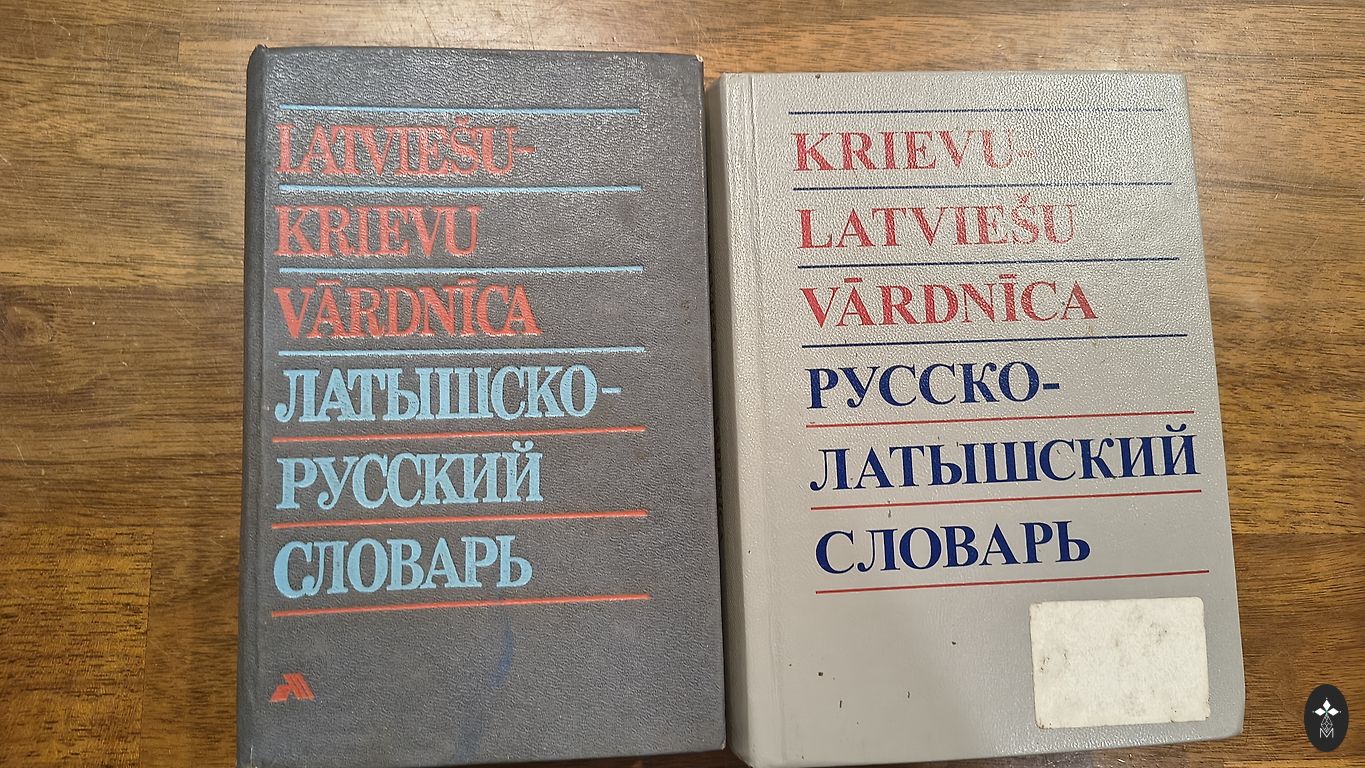 LATVIEŠU-
KRIEVU
VĀRDNĪCA
ЛАТЫШСКО-
РУССКИЙ
СЛОВАРЬ
KRIEVU-
LATVIEŠU
VĀRDNĪCA
РУССКО-
ЛАТЫШСКИЙ
СЛОВАРЬ
M